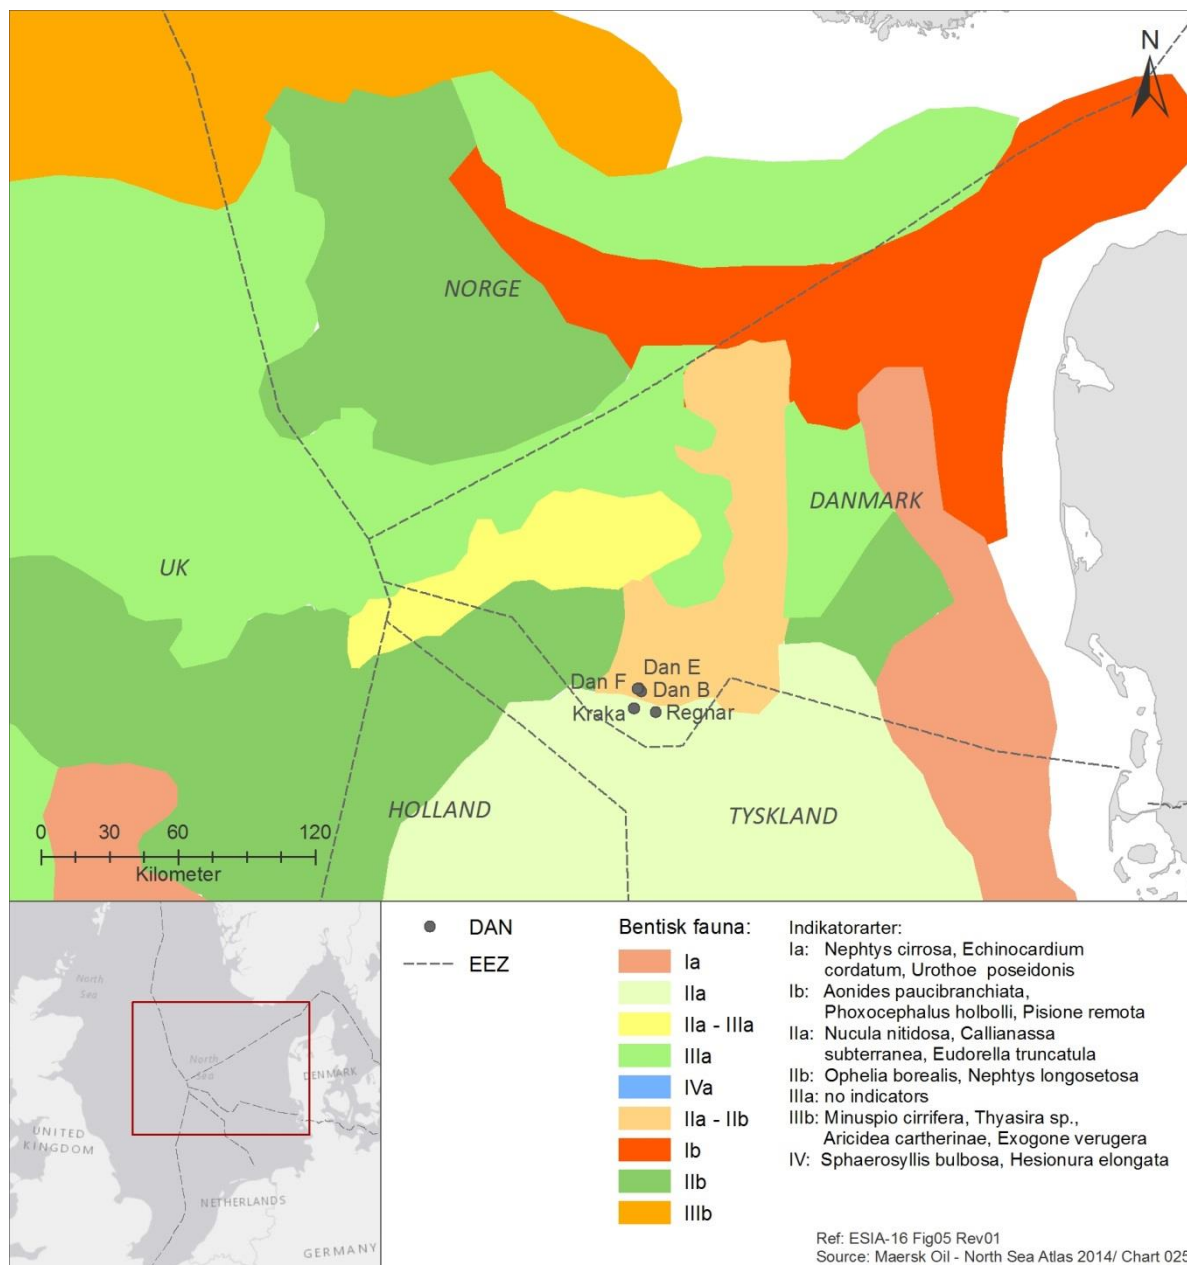 N
NORGE
DANMARK
UK
Dan E
Dan F
Dan B
Kraka
Regnar
HOLLAND
TYSKLAND
0 30 60 120
Kilometer
North
Sea
North
Sea
DENMARK
UNITED
KINGDOM
NETHERLANDS
GERMANY
DAN
EEZ
Bentisk fauna:
Ia
IIa
IIa - IIIa
IIIa
IVa
IIa - IIb
Ib
IIb
IIIb
Indikatorarter:
Ia: Nephtys cirrosa, Echinocardium
cordatum, Urothoe poseidonis
Ib: Aonides paucibranchiata,
Phoxocephalus holbolli, Pisione remota
IIa: Nucula nitidosa, Callianassa
subterranea, Eudorella truncatula
IIb: Ophelia borealis, Nephtys longosetosa
IIIa: no indicators
IIIb: Minuspio cirrifera, Thyasira sp.,
Aricidea cartherinae, Exogone verugera
IV: Sphaerosyllis bulbosa, Hesionura elongata
Ref: ESIA-16 Fig05 Rev01
Source: Maersk Oil - North Sea Atlas 2014/ Chart 025